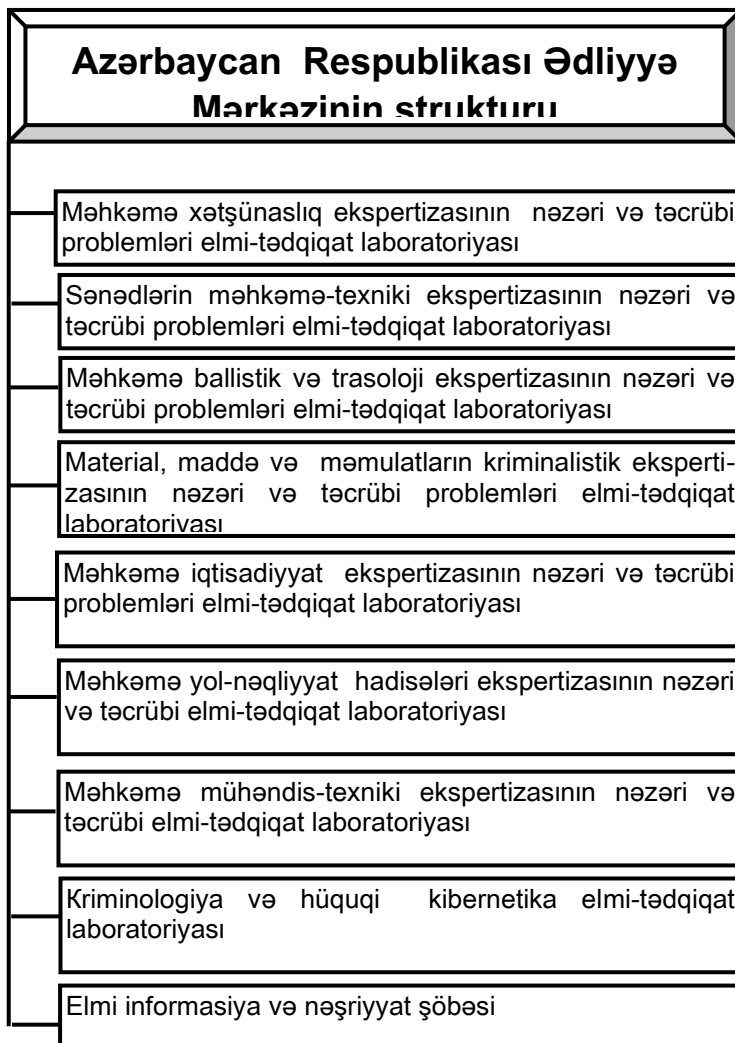 Azərbaycan Respublikası Ədliyyə
Mərkəzinin strukturu
Məhkəmə xətşünaslıq ekspertizasının nəzəri və təcrübi
problemləri elmi-tədqiqat laboratoriyası
Sənədlərin məhkəmə-texniki ekspertizasının nəzəri və
təcrübi problemləri elmi-tədqiqat laboratoriyası
Məhkəmə ballistik və trasoloji ekspertizasının nəzəri və
təcrübi problemləri elmi-tədqiqat laboratoriyası
Material, maddə və məmulatların kriminalistik eksperti-
zasının nəzəri və təcrübi problemləri elmi-tədqiqat
laboratoriyası
Məhkəmə iqtisadiyyat ekspertizasının nəzəri və təcrübi
problemləri elmi-tədqiqat laboratoriyası
Məhkəmə yol-nəqliyyat hadisələri ekspertizasının nəzəri
və təcrübi elmi-tədqiqat laboratoriyası
Məhkəmə mühəndis-texniki ekspertizasının nəzəri və
təcrübi elmi-tədqiqat laboratoriyası
Kriminologiya və hüquqi kibernetika elmi-tədqiqat
laboratoriyası
Elmi informasiya və nəşriyyat şöbəsi